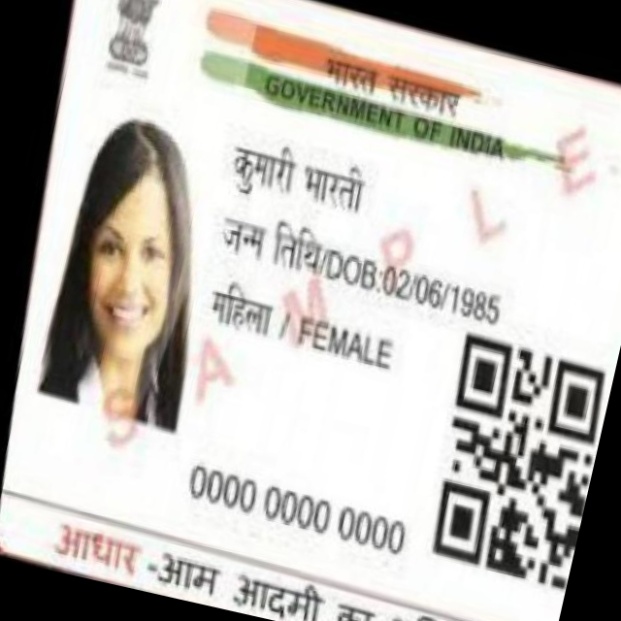 भारत सरकार
GOVERNMENT OF INDIA
कुमारी भारती
जन्म तिथि/DOB:02/06/1985
महिला / FEMALE
SAMPLE
0000 0000 0000
आधार -आम आदमी का